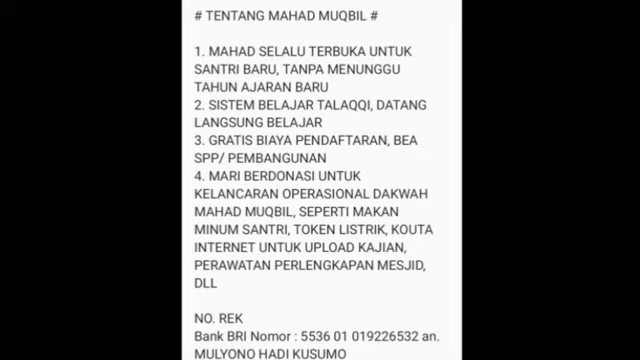 # TENTANG MAHAD MUQBIL #
1. MAHAD SELALU TERBUKA UNTUK
SANTRI BARU, TANPA MENUNGGU
TAHUN AJARAN BARU
2. SISTEM BELAJAR TALAQQI, DATANG
LANGSUNG BELAJAR
3. GRATIS BIAYA PENDAFTARAN, BEA
SPP/ PEMBANGUNAN
4. MARI BERDONASI UNTUK
KELANCARAN OPERASIONAL DAKWAH
MAHAD MUQBIL, SEPERTI MAKAN
MINUM SANTRI, TOKEN LISTRIK, KOUTA
INTERNET UNTUK UPLOAD KAJIAN,
PERAWATAN PERLENGKAPAN MESJID,
DLL
NO. REK
Bank BRI Nomor : 5536 01 019226532 an.
MULYONO HADI KUSUMO